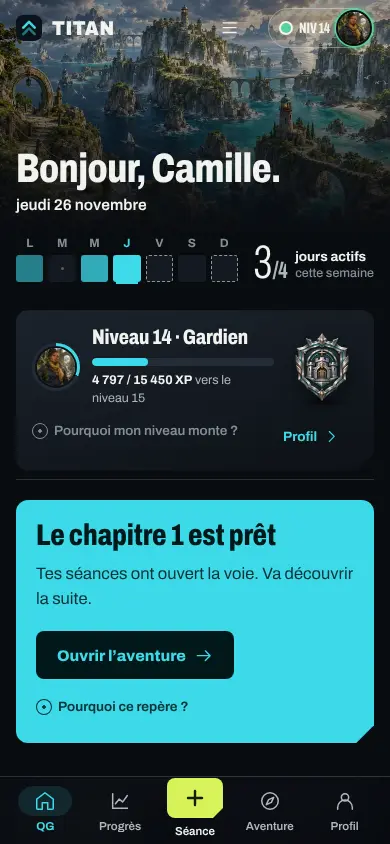 TITAN
NIV 14
Bonjour, Camille.
jeudi 26 novembre
L M M J V S D
3/4 jours actifs
cette semaine
Niveau 14 · Gardien
4 797 / 15 450 XP vers le
niveau 15
Pourquoi mon niveau monte ?
Profil
Le chapitre 1 est prêt
Tes séances ont ouvert la voie. Va découvrir
la suite.
Ouvrir l’aventure
Pourquoi ce repère ?
QG Progrès Séance Aventure Profil